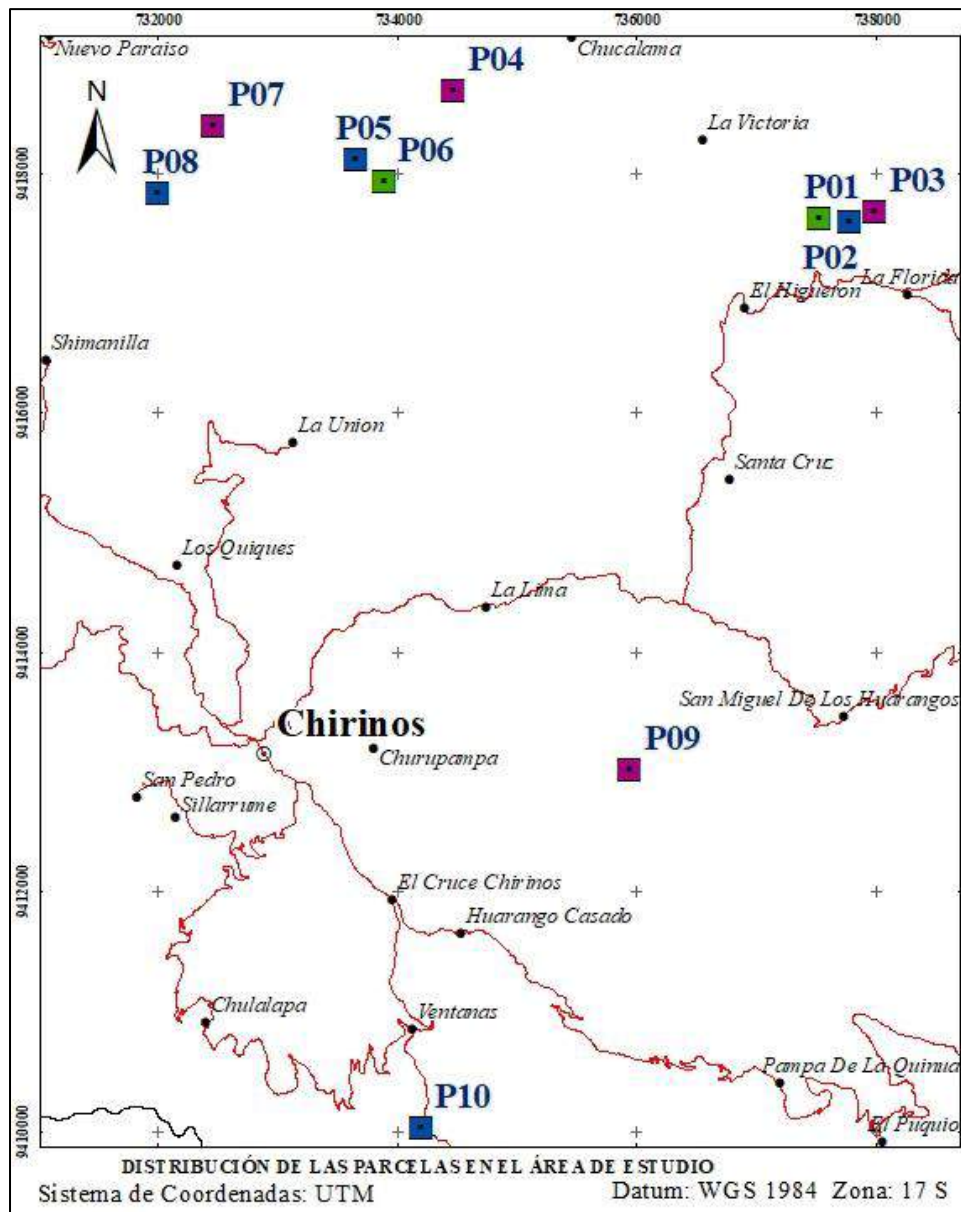 732000 734000 736000 738000
Nuevo Paraiso
Chucalama
N
P04
P07
La Victoria
P05
P06
P08
9418000
P01
P03
P02
La Florida
El Higueron
Shimanilla
9416000
La Union
Santa Cruz
Los Quiques
La Lima
9414000
San Miguel De Los Huarangos
Chirinos
Churupampa
P09
San Pedro
Sillarrume
El Cruce Chirinos
9412000
Huarango Casado
Chulalapa
Ventanas
Pampa De La Quinua
P10
El Puquio
9410000
DISTRIBUCIÓN DE LAS PARCELAS EN EL ÁREA DE ESTUDIO
Sistema de Coordenadas: UTM Datum: WGS 1984 Zona: 17 S